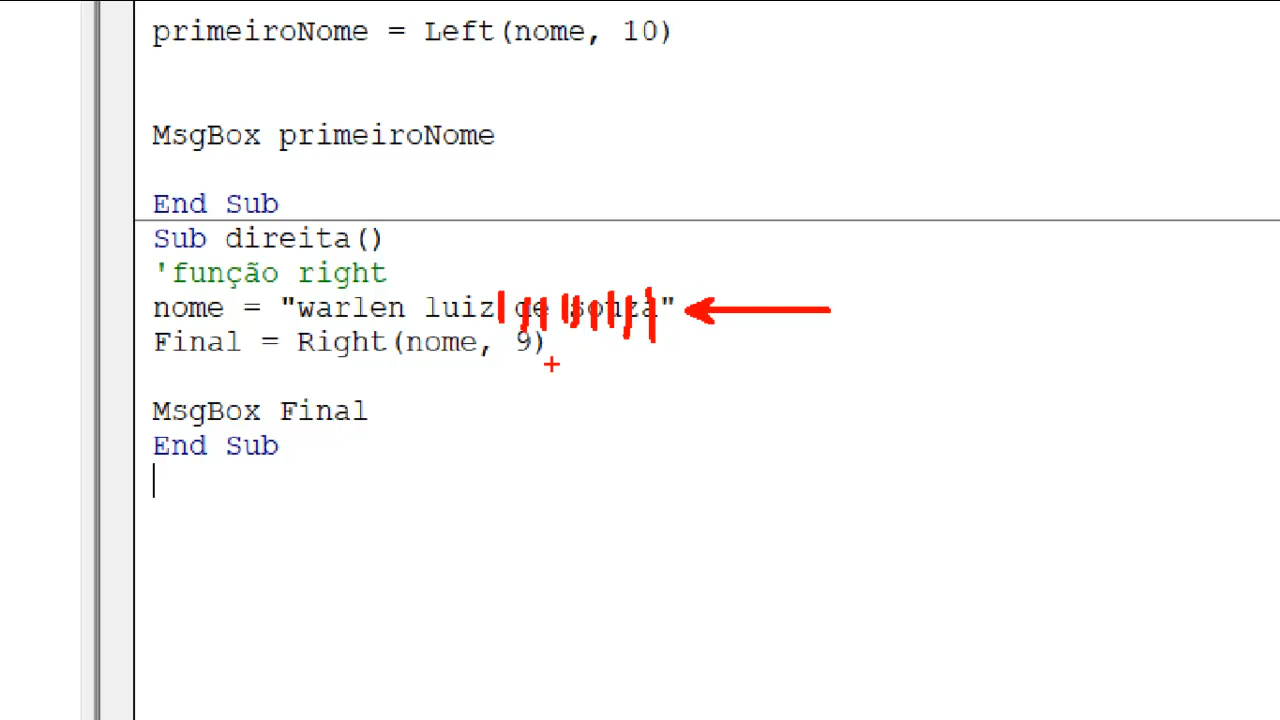 primeiroNome = Left(nome, 10)
MsgBox primeiroNome
End Sub
Sub direita()
'função right
nome = "warlen luiz de souza"
Final = Right(nome, 9)
MsgBox Final
End Sub